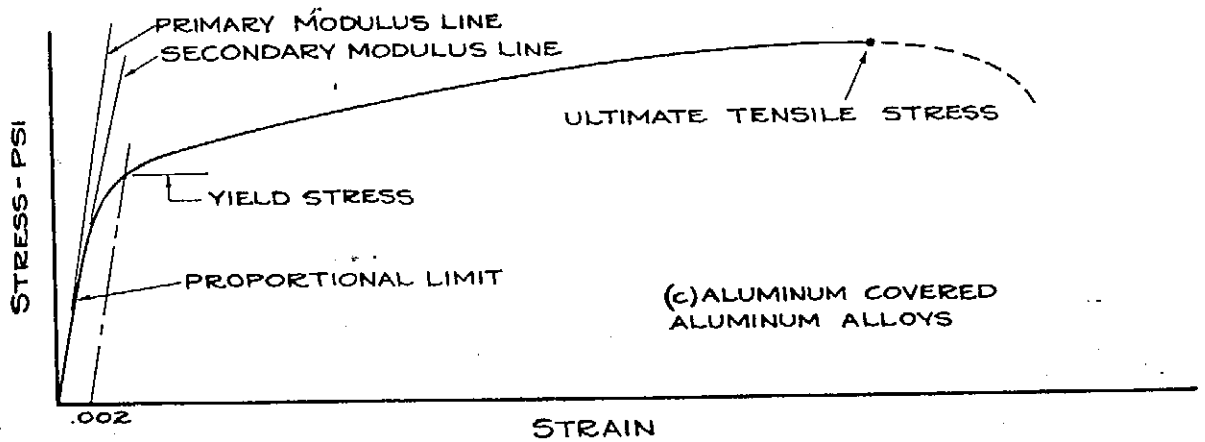 PRIMARY MODULUS LINE
SECONDARY MODULUS LINE
ULTIMATE TENSILE STRESS
STRESS-PSI
YIELD STRESS
PROPORTIONAL LIMIT
(c) ALUMINUM COVERED
ALUMINUM ALLOYS
.002
STRAIN